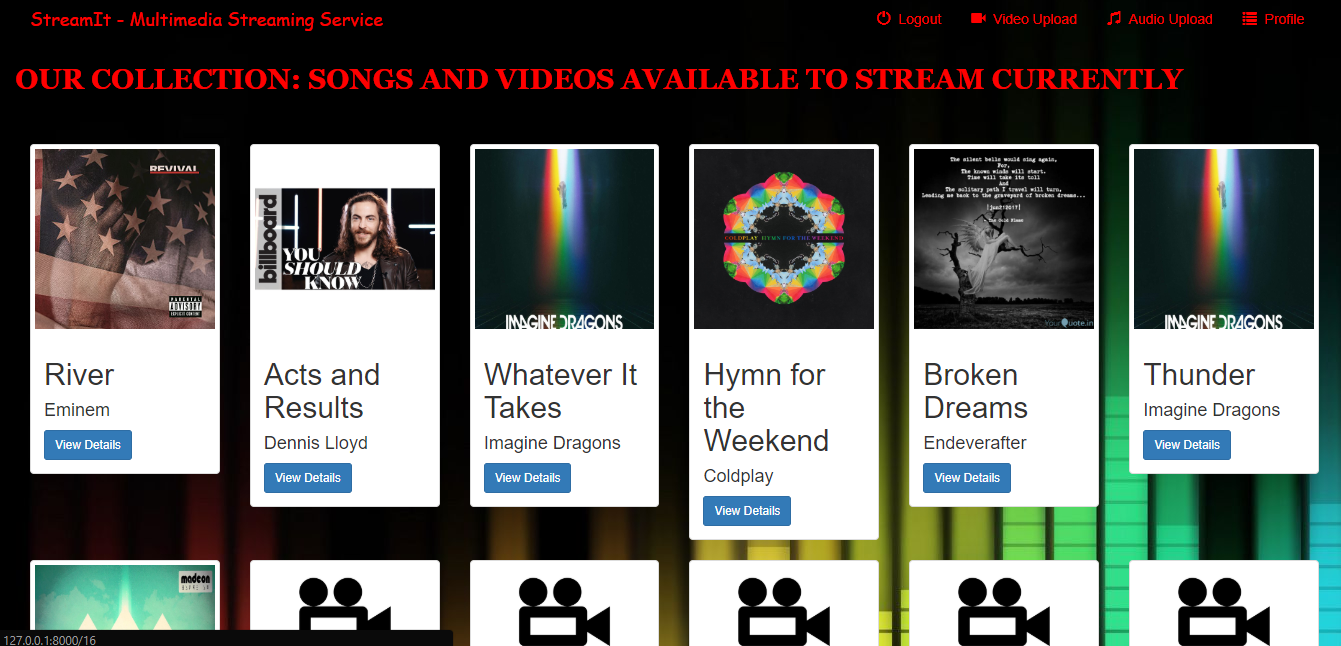 StreamIt - Multimedia Streaming Service
Logout
Video Upload
Audio Upload
Profile
OUR COLLECTION: SONGS AND VIDEOS AVAILABLE TO STREAM CURRENTLY
REVIVAL
PARENTAL
ADVISORY
EXPLICIT CONTENT
River
Eminem
View Details
billboard
YOU
SHOULD
KNOW
Acts and
Results
Dennis Lloyd
View Details
IMAGINE DRAGONS
Whatever It
Takes
Imagine Dragons
View Details
COLDPLAY HYMN FOR THE WEEKEND
Hymn for
the
Weekend
Coldplay
View Details
The silent bells would sing again,
For,
The known winds will start.
Time will take its toll
And
The solitary path I travel will turn,
Leading me back to the graveyard of broken dreams...
YourQuote.in
Broken
Dreams
Endeverafter
View Details
IMAGINE DRAGONS
Thunder
Imagine Dragons
View Details
madeon
127.0.0.1:8000/16